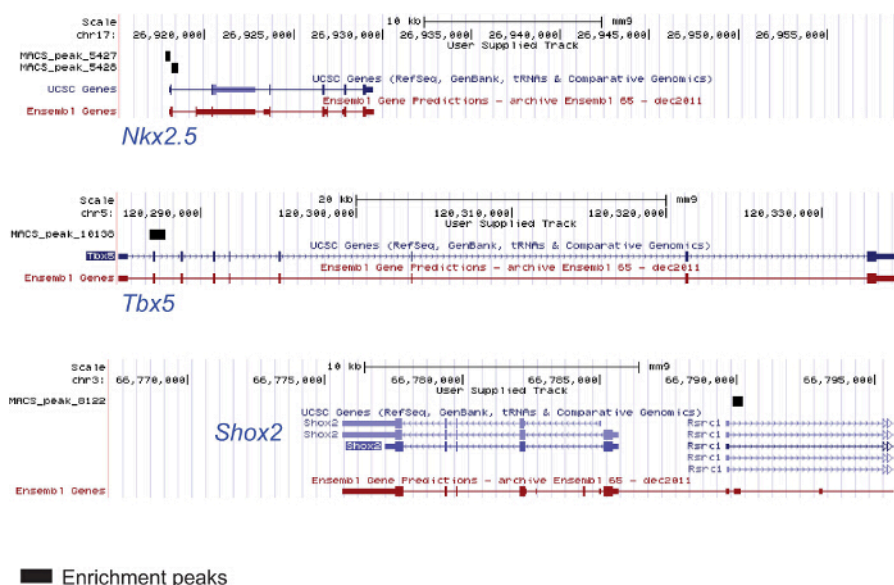 Scale 10 kb mm9
chr17: 26,920,000 26,925,000 26,930,000 26,935,000 26,940,000 26,945,000 26,950,000 26,955,000
User Supplied Track
MACS_peak_5427
MACS_peak_5428
UCSC Genes (RefSeq, GenBank, tRNAs & Comparative Genomics)
UCSC Genes
Ensembl Gene Predictions - archive Ensembl 65 - dec2011
Ensembl Genes
Nkx2.5
Scale 20 kb mm9
chr5: 120,290,000 120,300,000 120,310,000 120,320,000 120,330,000
User Supplied Track
MACS_peak_10138
UCSC Genes (RefSeq, GenBank, tRNAs & Comparative Genomics)
Tbx5
Ensembl Gene Predictions - archive Ensembl 65 - dec2011
Ensembl Genes
Tbx5
Scale 10 kb mm9
chr3: 66,770,000 66,775,000 66,780,000 66,785,000 66,790,000 66,795,000
User Supplied Track
MACS_peak_8122
UCSC Genes (RefSeq, GenBank, tRNAs & Comparative Genomics)
Shox2 Rsrc1
Shox2 Rsrc1
Shox2 Shox2 Rsrc1
Rsrc1
Rsrc1
Ensembl Gene Predictions - archive Ensembl 65 - dec2011
Ensembl Genes
Enrichment peaks